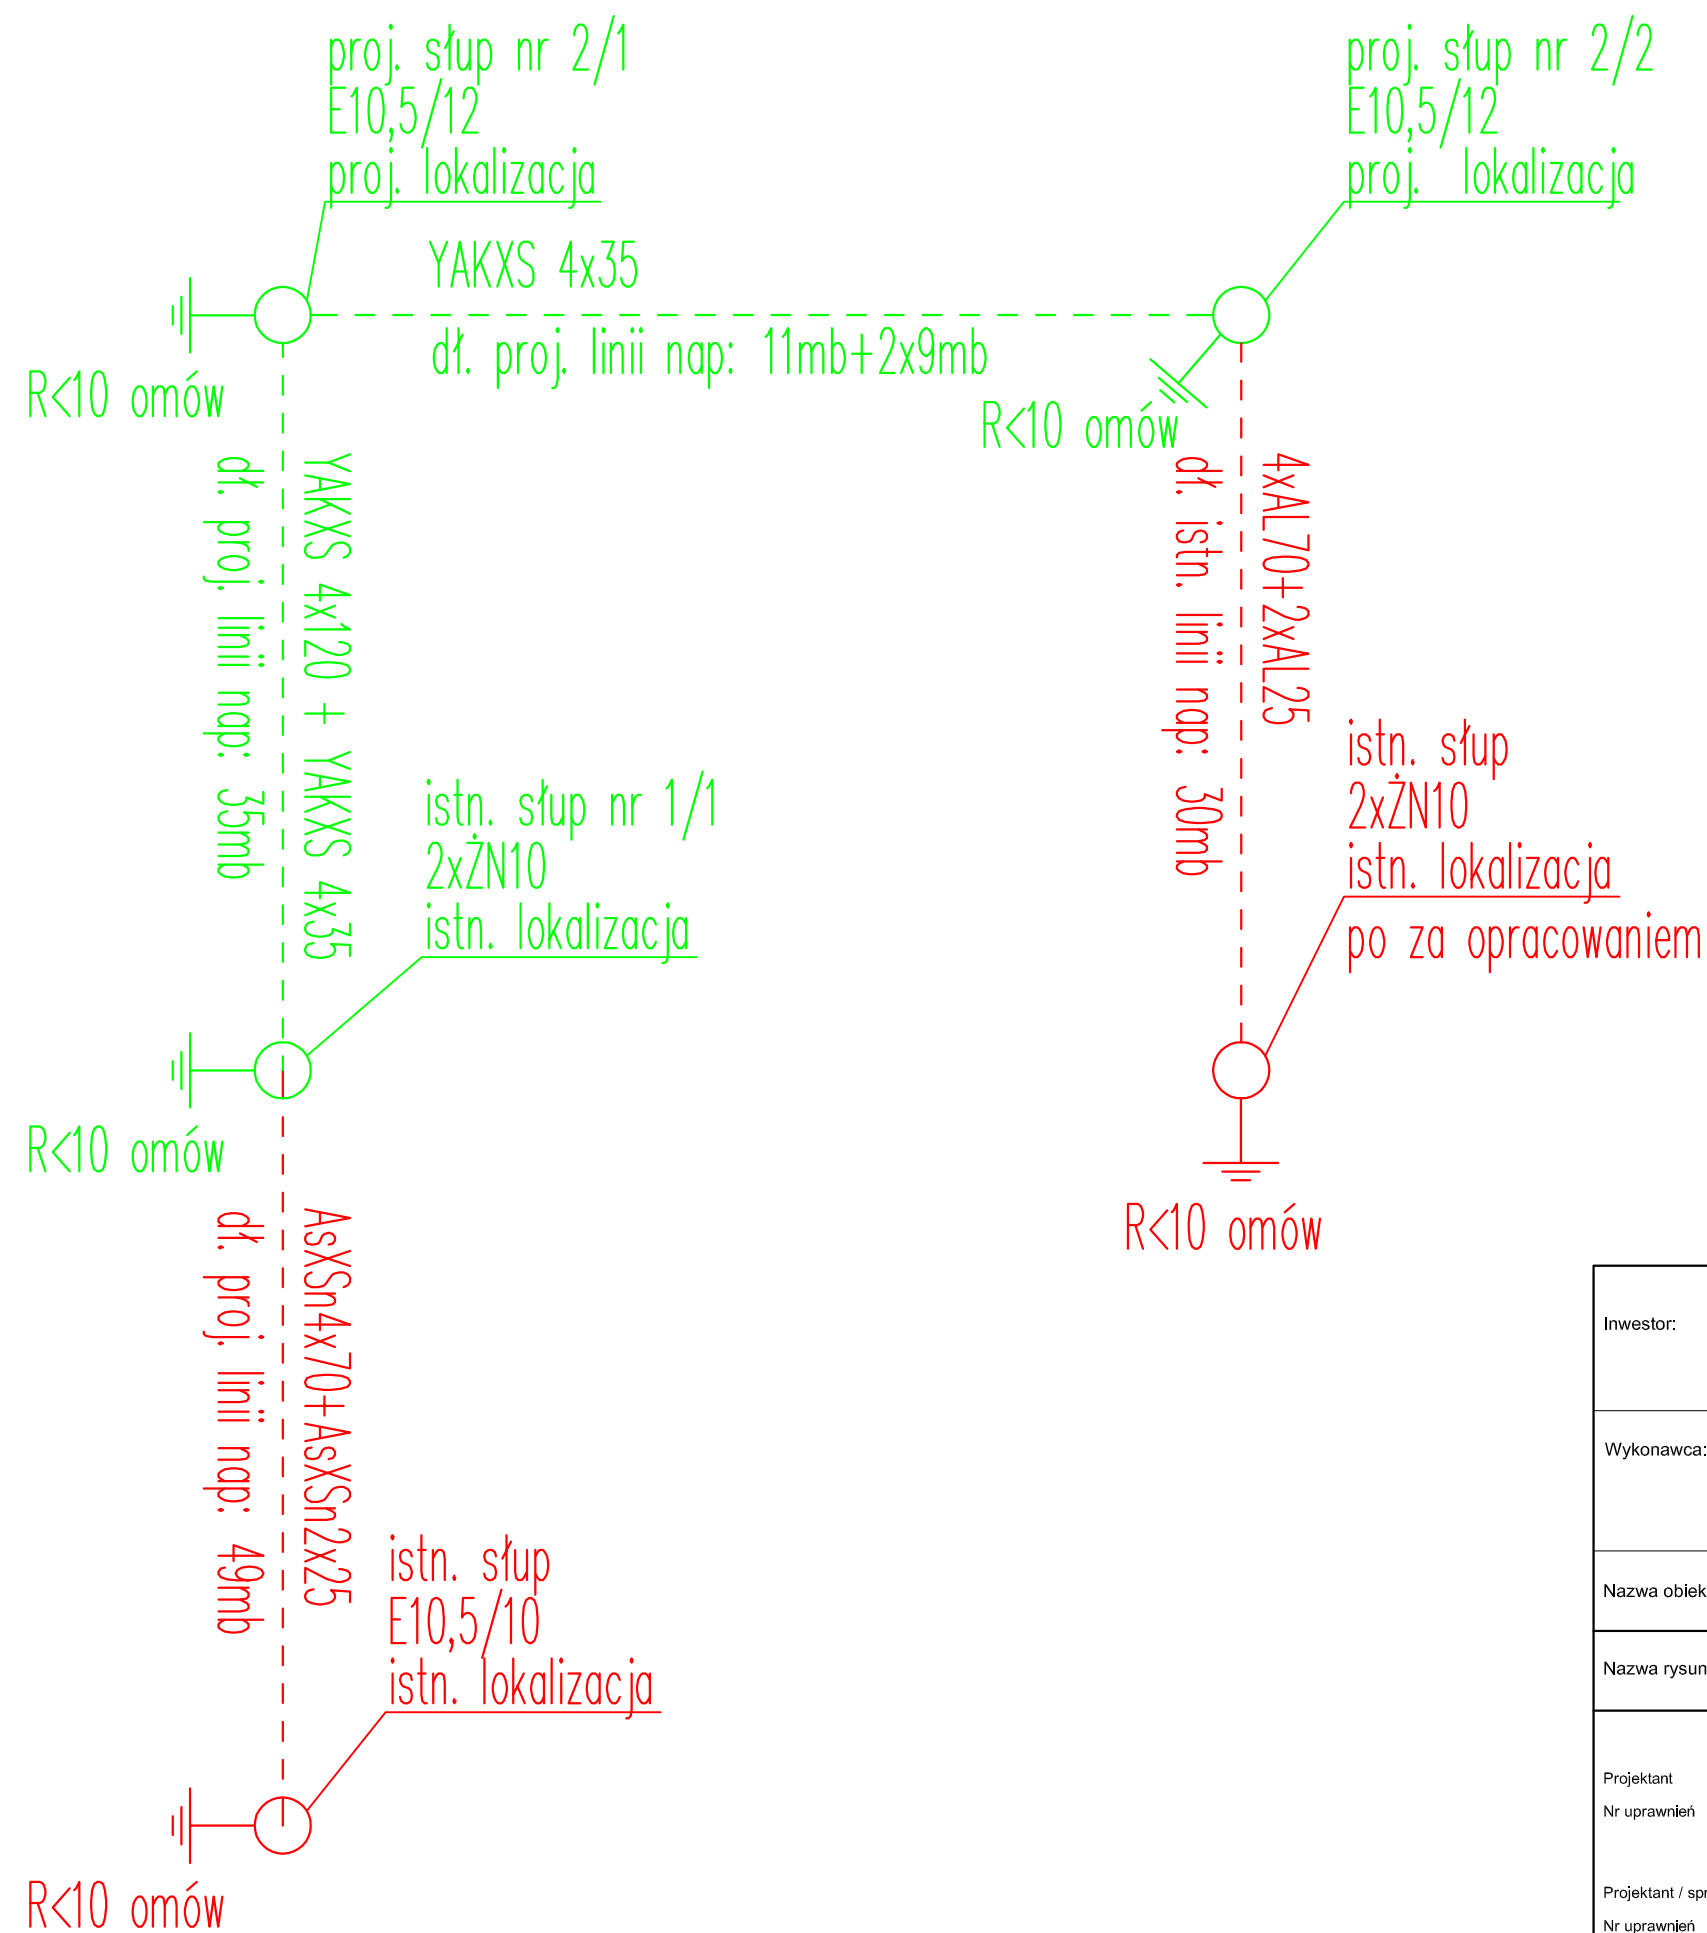 proj. słup nr 2/1
E10,5/12
proj. lokalizacja
proj. słup nr 2/2
E10,5/12
proj. lokalizacja
YAKXS 4x35
dł. proj. linii nap: 11mb+2x9mb
R<10 omów
R<10 omów
YAKXS 4x120 + YAKXS 4x35
dł. proj. linii nap: 35mb
4xAL70+2xAL25
dł. istn. linii nap: 30mb
istn. słup
2xŻN10
istn. lokalizacja
po za opracowaniem
istn. słup nr 1/1
2xŻN10
istn. lokalizacja
R<10 omów
R<10 omów
AsXSn4x70+AsXSn2x25
dł. proj. linii nap: 49mb
istn. słup
E10,5/10
istn. lokalizacja
R<10 omów
Inwestor:
Wykonawca:
Nazwa obiek
Nazwa rysun
Projektant
Nr uprawnień
Projektant / spr
Nr uprawnień